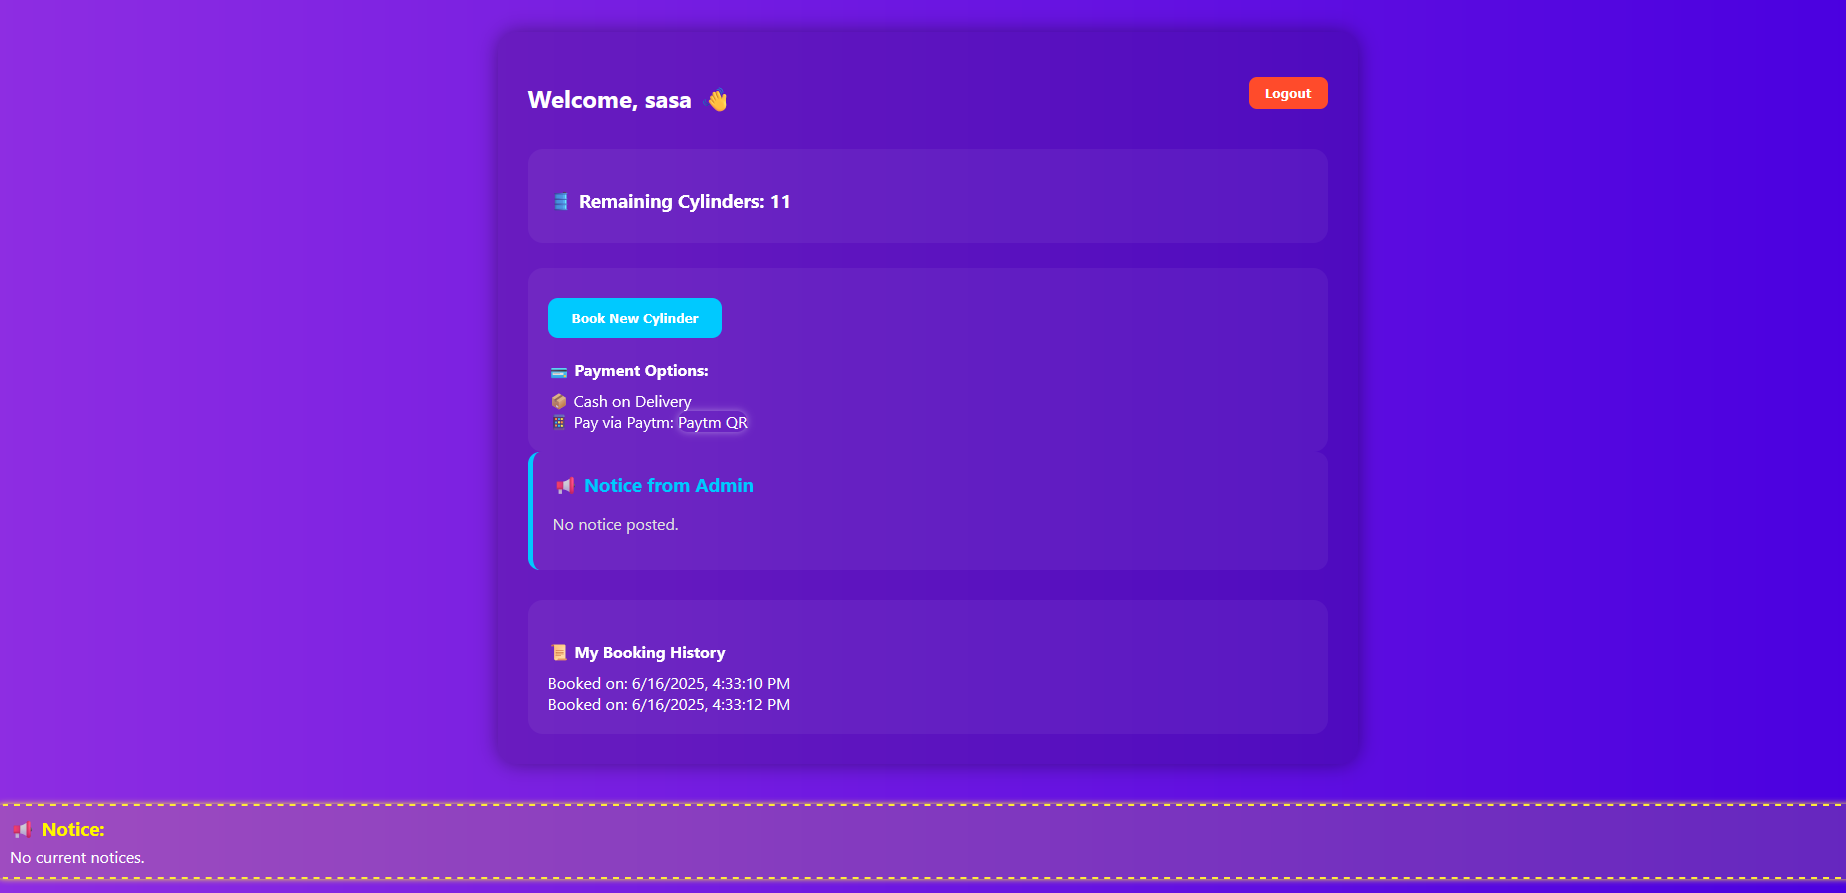 Welcome, sasa 👋
Logout
🛢️ Remaining Cylinders: 11
Book New Cylinder
💳 Payment Options:
📦 Cash on Delivery
📱 Pay via Paytm: Paytm QR
📢 Notice from Admin
No notice posted.
📜 My Booking History
Booked on: 6/16/2025, 4:33:10 PM
Booked on: 6/16/2025, 4:33:12 PM
📢 Notice:
No current notices.